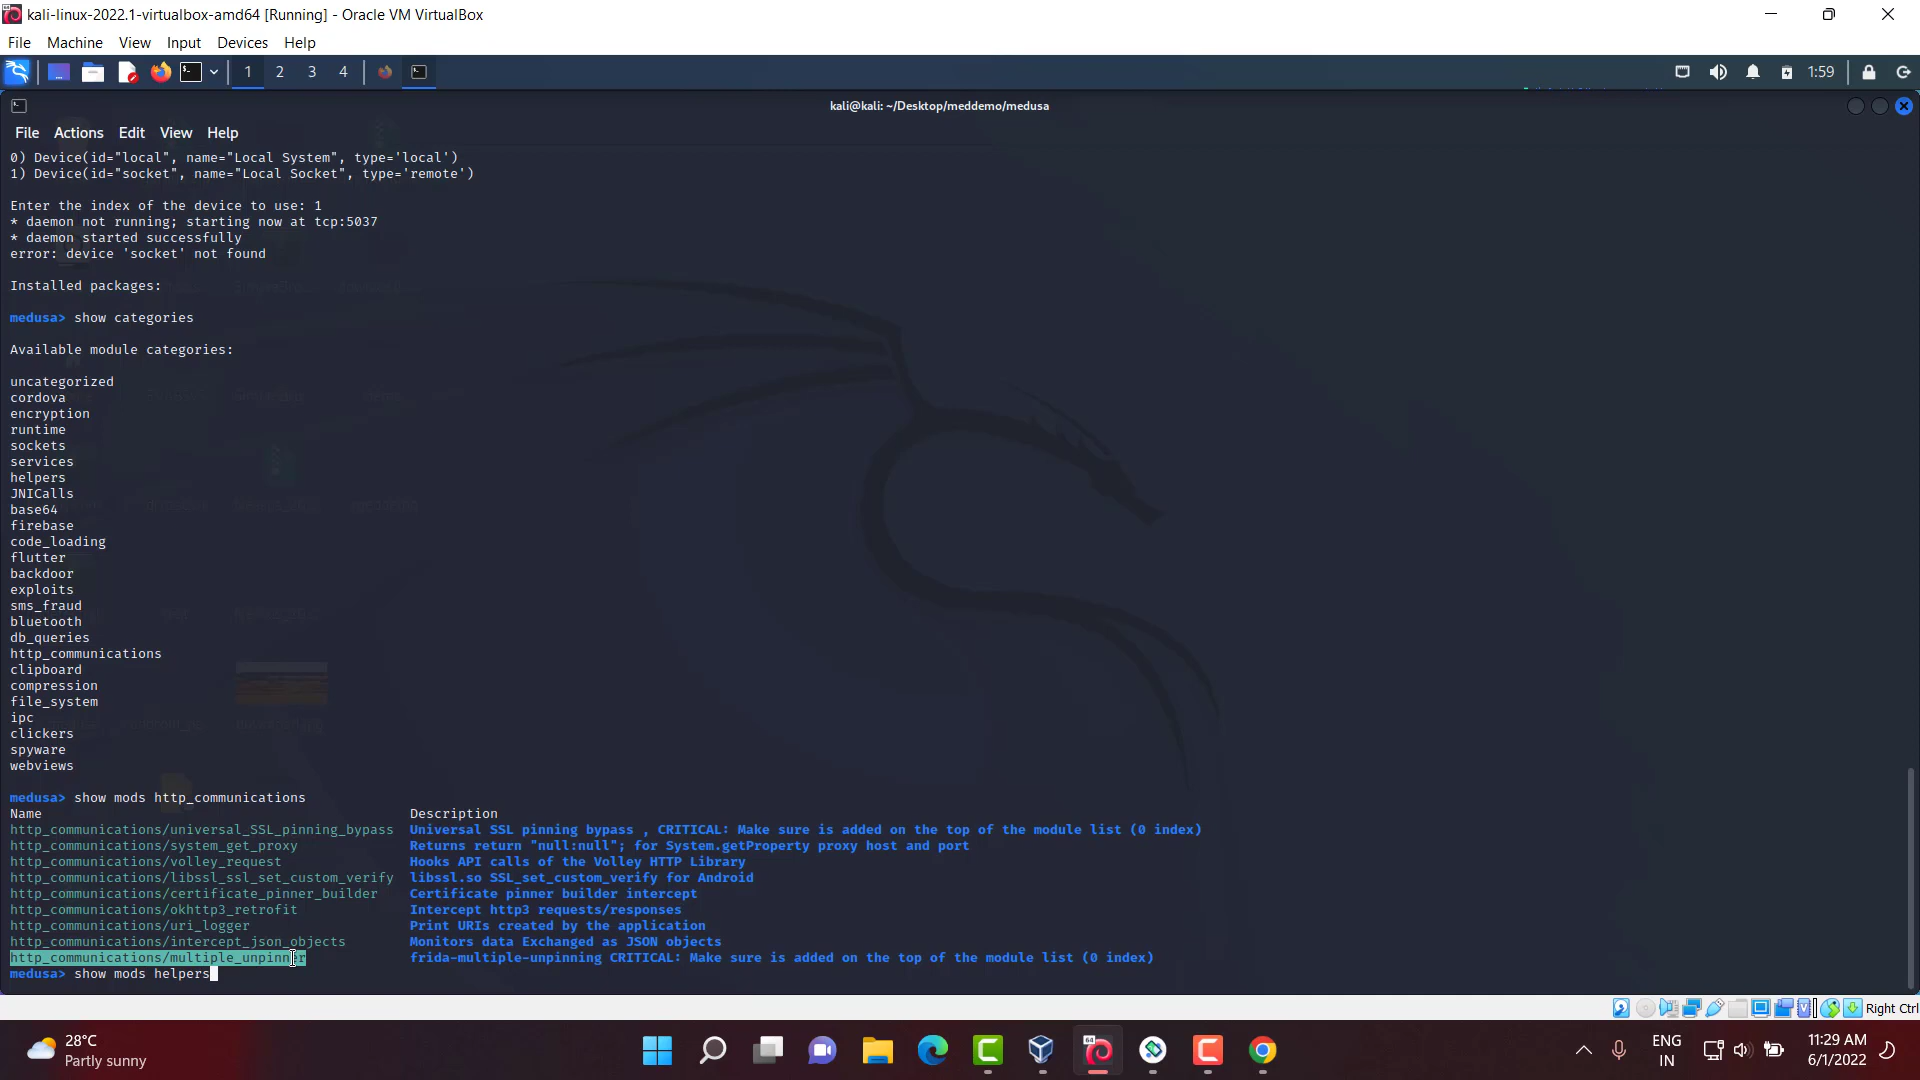 kali-linux-2022.1-virtualbox-amd64 [Running] - Oracle VM VirtualBox
File Machine View Input Devices Help
1 2 3 4 1:59
kali@kali: ~/Desktop/meddemo/medusa
File Actions Edit View Help
0) Device(id="local", name="Local System", type='local')
1) Device(id="socket", name="Local Socket", type='remote')
Enter the index of the device to use: 1
* daemon not running; starting now at tcp:5037
* daemon started successfully
error: device 'socket' not found
Installed packages:
medusa> show categories
Available module categories:
uncategorized
cordova
encryption
runtime
sockets
services
helpers
JNICalls
base64
firebase
code_loading
flutter
backdoor
exploits
sms_fraud
bluetooth
db_queries
http_communications
clipboard
compression
file_system
ipc
clickers
spyware
webviews
medusa> show mods http_communications
Name Description
http_communications/universal_SSL_pinning_bypass Universal SSL pinning bypass , CRITICAL: Make sure is added on the top of the module list (0 index)
http_communications/system_get_proxy Returns return "null:null"; for System.getProperty proxy host and port
http_communications/volley_request Hooks API calls of the Volley HTTP Library
http_communications/libssl_ssl_set_custom_verify libssl.so SSL_set_custom_verify for Android
http_communications/certificate_pinner_builder Certificate pinner builder intercept
http_communications/okhttp3_retrofit Intercept http3 requests/responses
http_communications/uri_logger Print URIs created by the application
http_communications/intercept_json_objects Monitors data Exchanged as JSON objects
http_communications/multiple_unpinner frida-multiple-unpinning CRITICAL: Make sure is added on the top of the module list (0 index)
medusa> show mods helpers
Right Ctrl
28°C
Partly sunny
ENG
IN
11:29 AM
6/1/2022